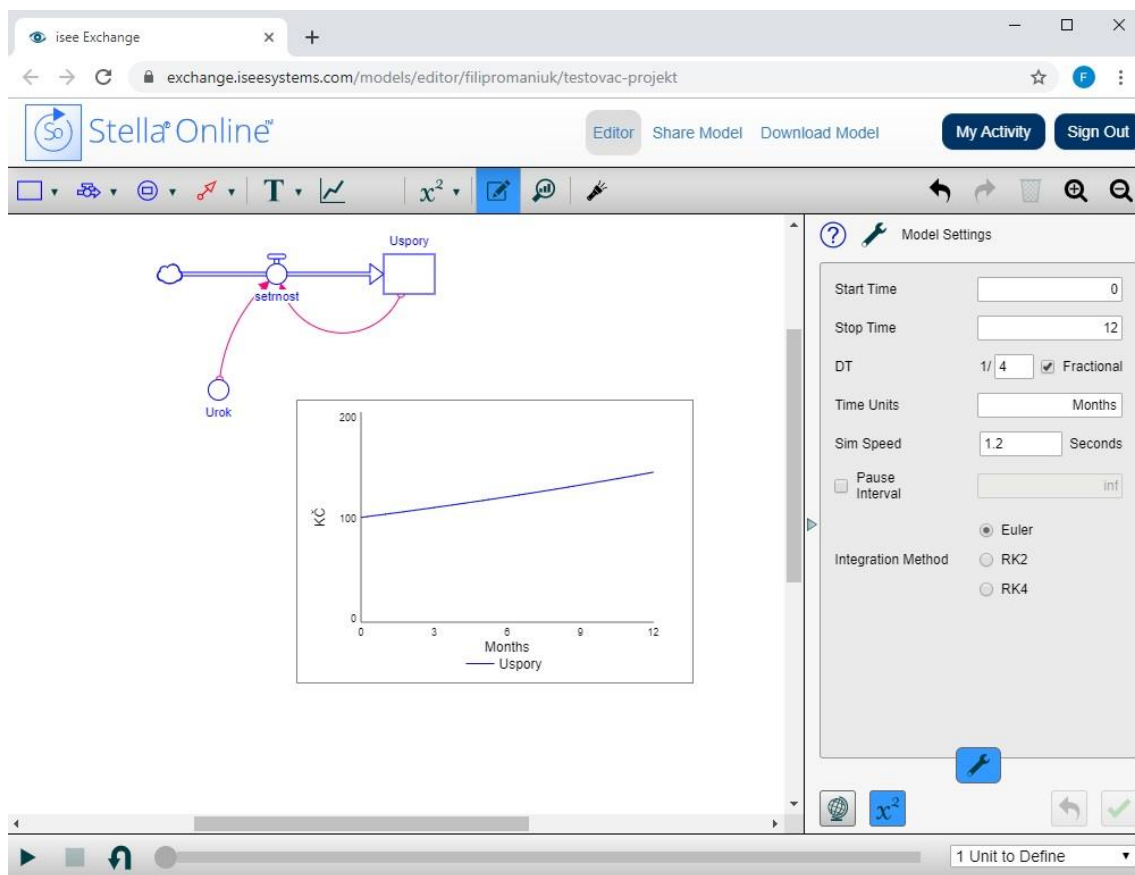 isee Exchange
exchange.iseesystems.com/models/editor/filipromaniuk/testovac-projekt
F
So Stella® Online™
Editor Share Model Download Model My Activity Sign Out
T x²
Model Settings
Uspory
setrnost
Urok
200
100
0
KČ
0 3 6 9 12
Months
Uspory
Start Time 0
Stop Time 12
DT 1/ 4 Fractional
Time Units Months
Sim Speed 1.2 Seconds
Pause
Interval inf
Integration Method
Euler
RK2
RK4
x²
1 Unit to Define